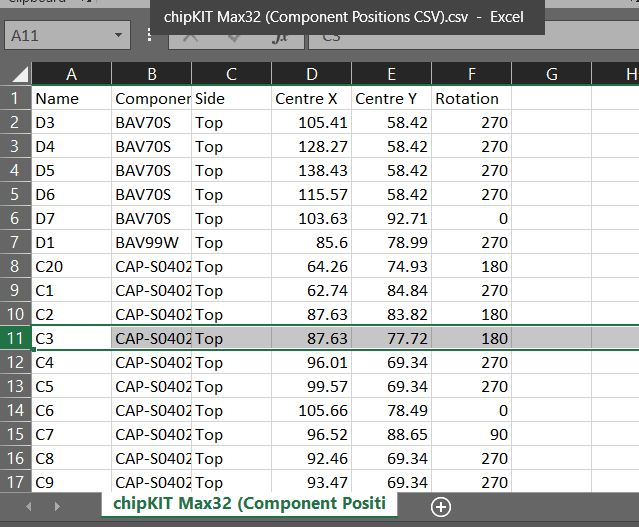 chipKIT Max32 (Component Positions CSV).csv - Excel
A11 fx C3
A B C D E F G H
1 Name Componen Side Centre X Centre Y Rotation
2 D3 BAV70S Top 105.41 58.42 270
3 D4 BAV70S Top 128.27 58.42 270
4 D5 BAV70S Top 138.43 58.42 270
5 D6 BAV70S Top 115.57 58.42 270
6 D7 BAV70S Top 103.63 92.71 0
7 D1 BAV99W Top 85.6 78.99 270
8 C20 CAP-S0402 Top 64.26 74.93 180
9 C1 CAP-S0402 Top 62.74 84.84 270
10 C2 CAP-S0402 Top 87.63 83.82 180
11 C3 CAP-S0402 Top 87.63 77.72 180
12 C4 CAP-S0402 Top 96.01 69.34 270
13 C5 CAP-S0402 Top 99.57 69.34 270
14 C6 CAP-S0402 Top 105.66 78.49 0
15 C7 CAP-S0402 Top 96.52 88.65 90
16 C8 CAP-S0402 Top 92.46 69.34 270
17 C9 CAP-S0402 Top 93.47 69.34 270
chipKIT Max32 (Component Positi